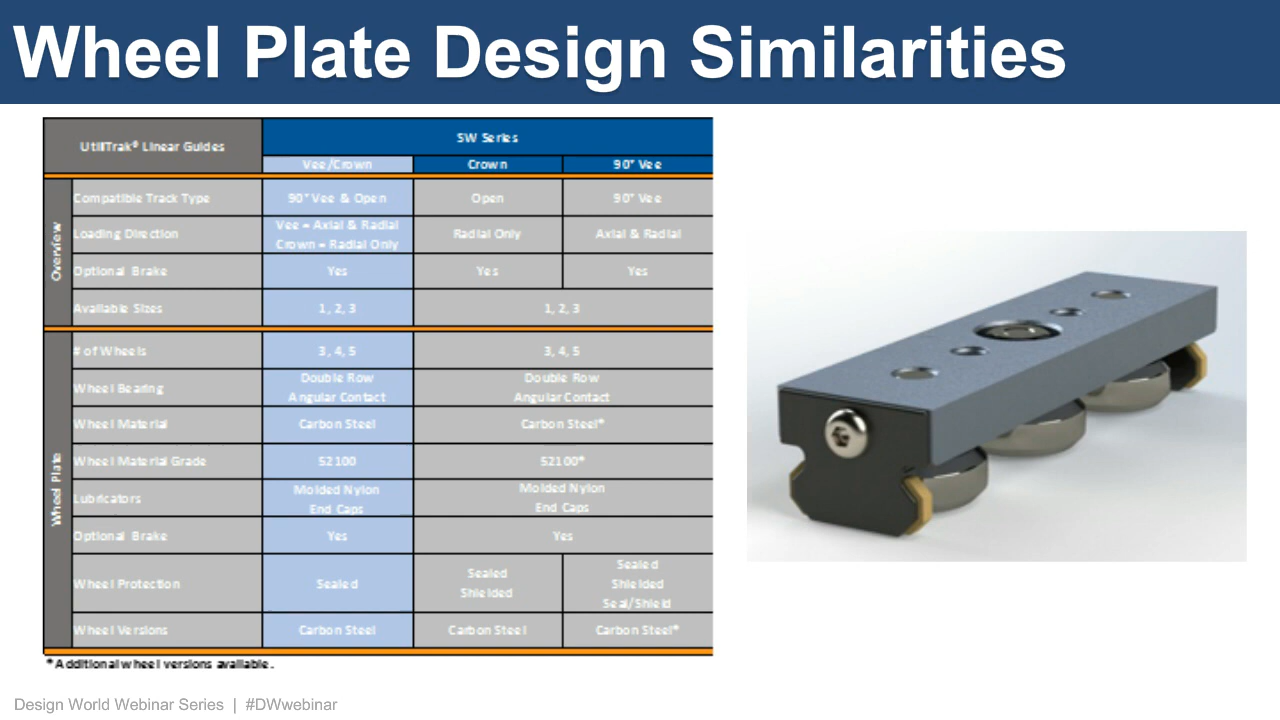 Wheel Plate Design Similarities
UtiliTrak® Linear Guides
SW Series
Vee/Crown Crown 90° Vee
Overview
Compatible Track Type 90° Vee & Open Open 90° Vee
Loading Direction Vee = Axial & Radial Radial Only Axial & Radial
Crown = Radial Only
Optional Brake Yes Yes Yes
Available Sizes 1, 2, 3 1, 2, 3
Wheel Plate
# of Wheels 3, 4, 5 3, 4, 5
Wheel Bearing Double Row Double Row
Angular Contact Angular Contact
Wheel Material Carbon Steel Carbon Steel*
Wheel Material Grade 52100 52100*
Lubricators Molded Nylon Molded Nylon
End Caps End Caps
Optional Brake Yes Yes
Wheel Protection Sealed Sealed Sealed
Shielded Shielded
Seal/Shield
Wheel Versions Carbon Steel Carbon Steel Carbon Steel*
* Additional wheel versions available.
Design World Webinar Series | #DWwebinar